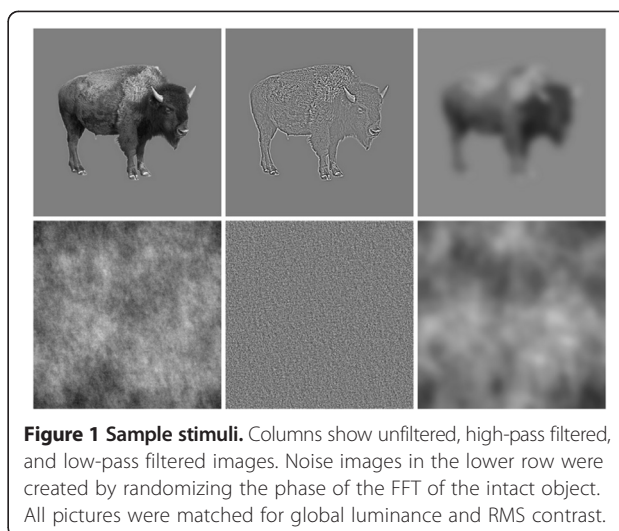 Figure 1 Sample stimuli. Columns show unfiltered, high-pass filtered,
and low-pass filtered images. Noise images in the lower row were
created by randomizing the phase of the FFT of the intact object.
All pictures were matched for global luminance and RMS contrast.